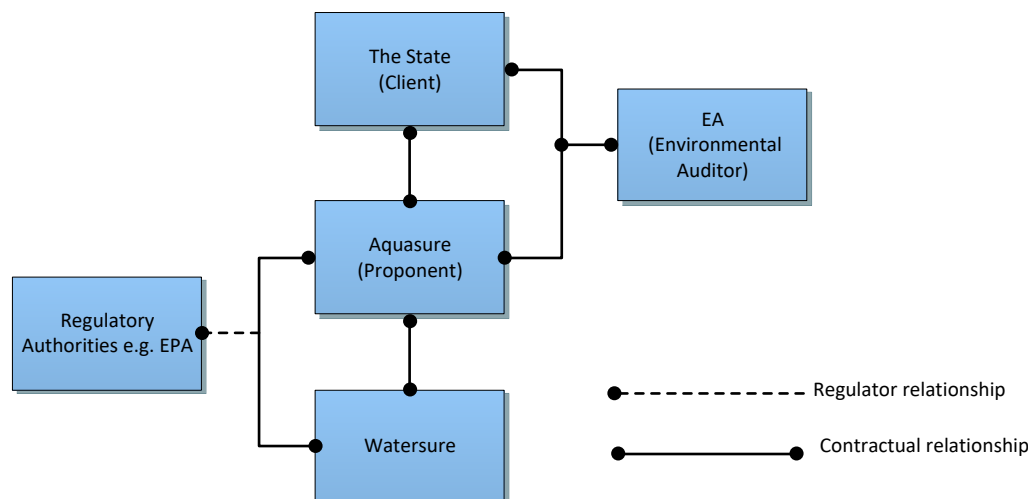 The State
(Client)
EA
(Environmental
Auditor)
Aquasure
(Proponent)
Regulatory
Authorities e.g. EPA
Watersure
Regulator relationship
Contractual relationship